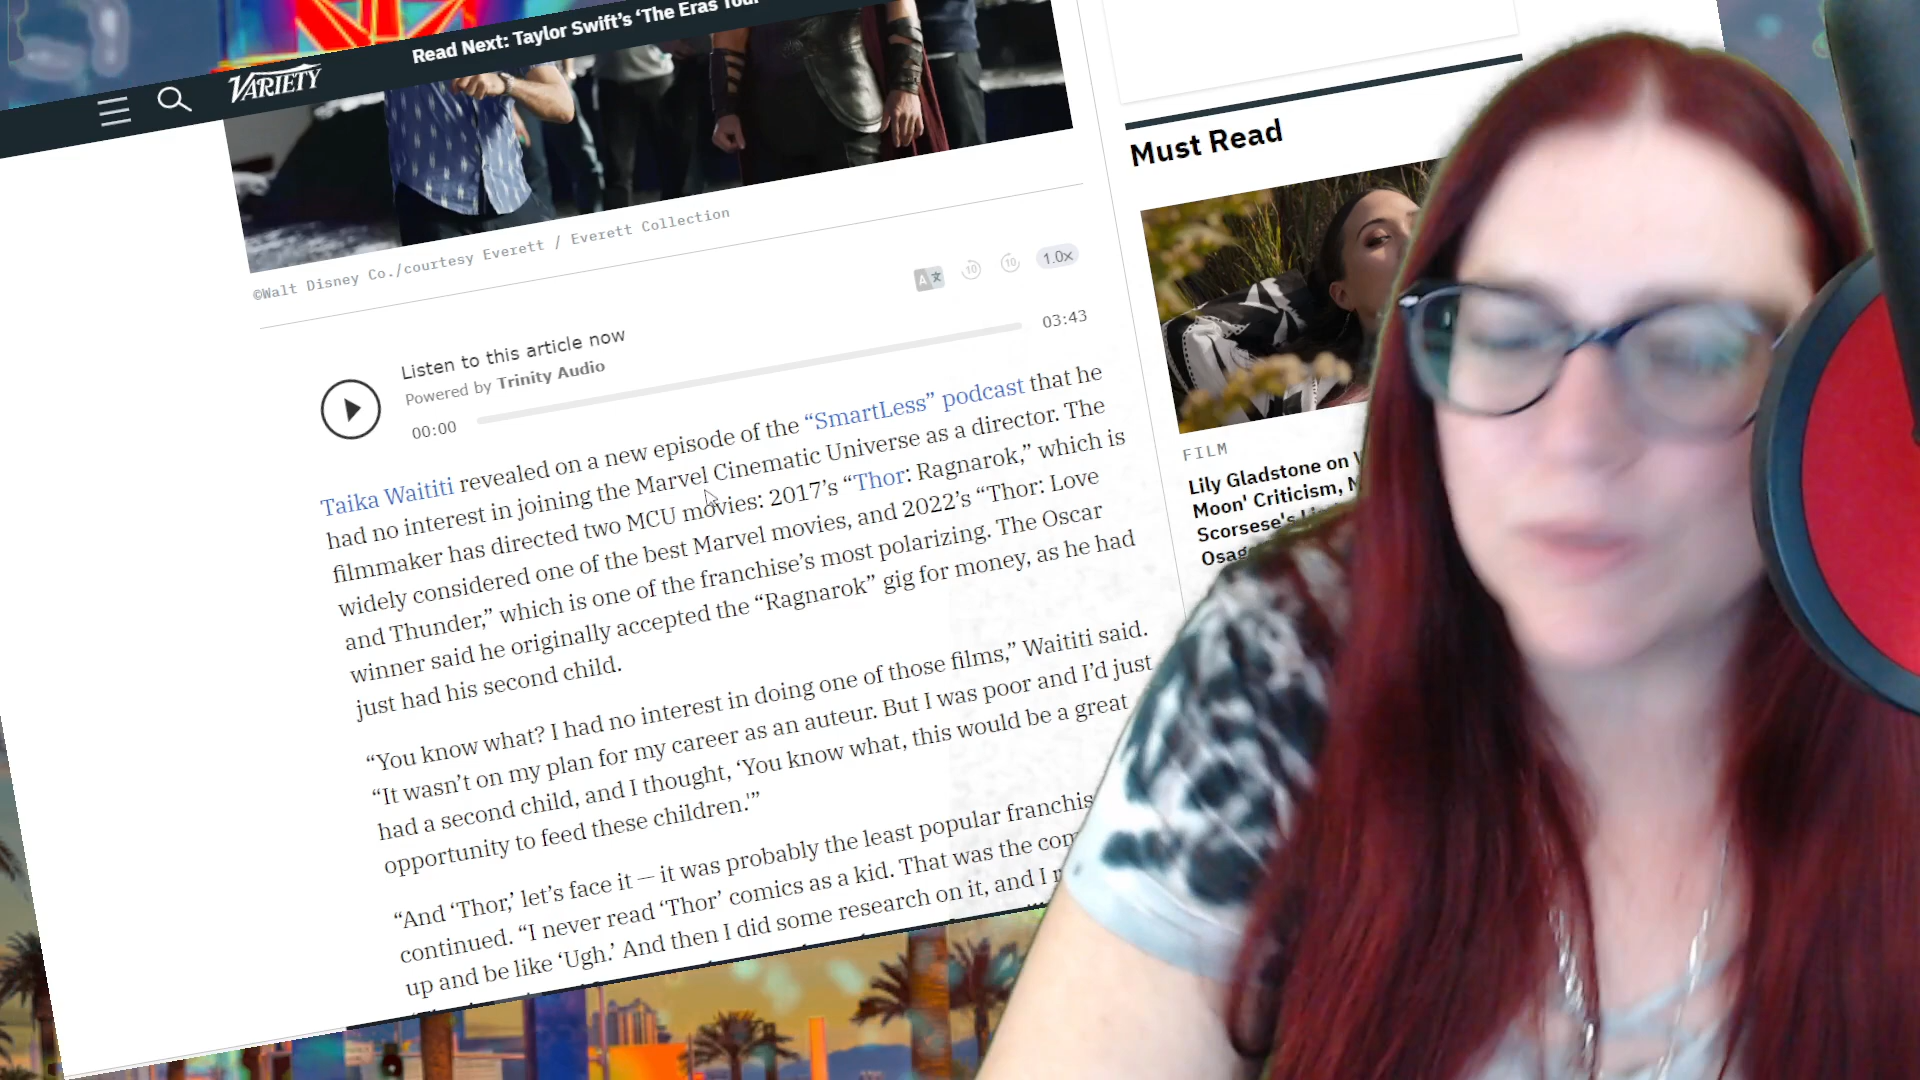 Read Next: Taylor Swift's 'The Eras Tour
VARIETY
©Walt Disney Co./courtesy Everett / Everett Collection
1.0x
Listen to this article now
Powered by Trinity Audio
00:00
03:43
Taika Waititi revealed on a new episode of the “SmartLess” podcast that he
had no interest in joining the Marvel Cinematic Universe as a director. The
filmmaker has directed two MCU movies: 2017’s “Thor: Ragnarok,” which is
widely considered one of the best Marvel movies, and 2022’s “Thor: Love
and Thunder,” which is one of the franchise’s most polarizing. The Oscar
winner said he originally accepted the “Ragnarok” gig for money, as he had
just had his second child.
“You know what? I had no interest in doing one of those films,” Waititi said.
“It wasn’t on my plan for my career as an auteur. But I was poor and I’d just
had a second child, and I thought, ‘You know what, this would be a great
opportunity to feed these children.'”
“And ‘Thor,’ let’s face it — it was probably the least popular franchis
continued. “I never read ‘Thor’ comics as a kid. That was the com
up and be like ‘Ugh.’ And then I did some research on it, and I r
Must Read
FILM
Lily Gladstone on
Moon' Criticism,
Scorsese's
Osag